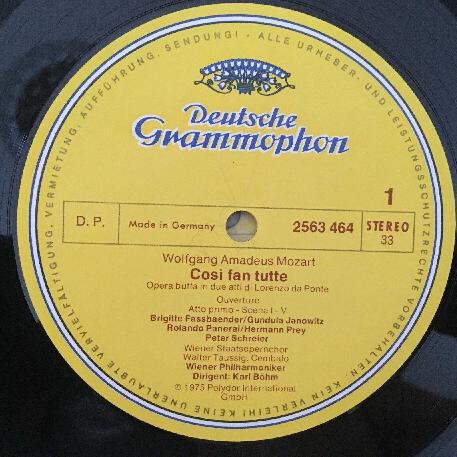 ALLE URHEBER- UND LEISTUNGSSCHUTZRECHTE VORBEHALTEN. KEIN VERLEIH! KEINE UNERLAUBTE VERVIELFÄLTIGUNG, VERMIETUNG, AUFFÜHRUNG, SENDUNG! -
Deutsche
Grammophon
1
D. P. Made in Germany 2563 464 STEREO
33
Wolfgang Amadeus Mozart
Così fan tutte
Opera buffa in due atti di Lorenzo da Ponte
Ouverture
Atto primo - Scene I - V
Brigitte Fassbaender/Gundula Janowitz
Rolando Panerai/Hermann Prey
Peter Schreier
Wiener Staatsopernchor
Walter Taussig, Cembalo
Wiener Philharmoniker
Dirigent: Karl Böhm
℗ 1975 Polydor International
GmbH